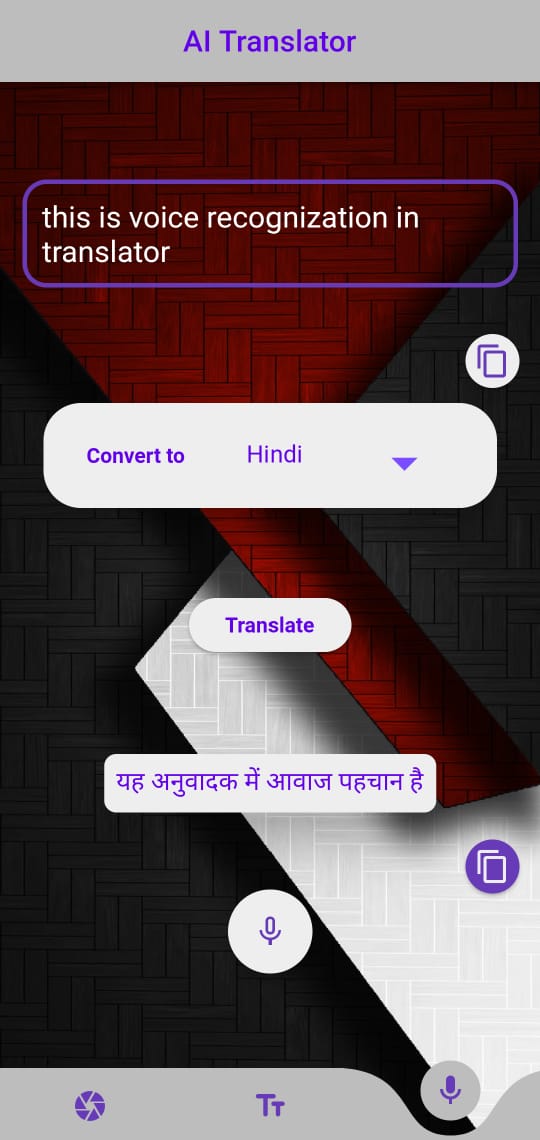 AI Translator
this is voice recognization in
translator
Convert to
Hindi
Translate
यह अनुवादक में आवाज पहचान है
Tт